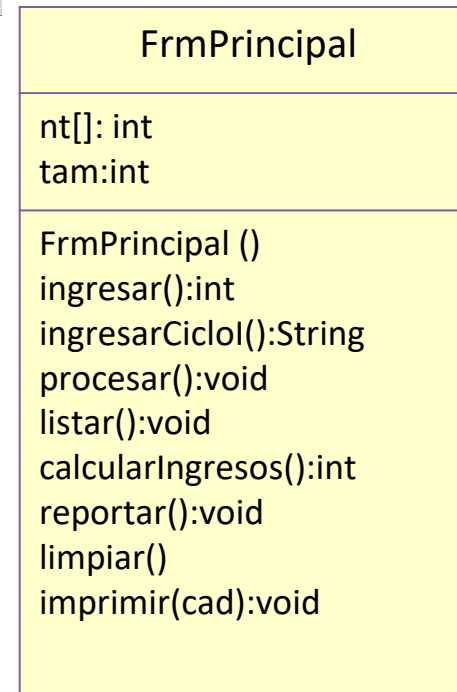 FrmPrincipal
nt[]: int
tam:int
FrmPrincipal ()
ingresar():int
ingresarCicloI():String
procesar():void
listar():void
calcularIngresos():int
reportar():void
limpiar()
imprimir(cad):void